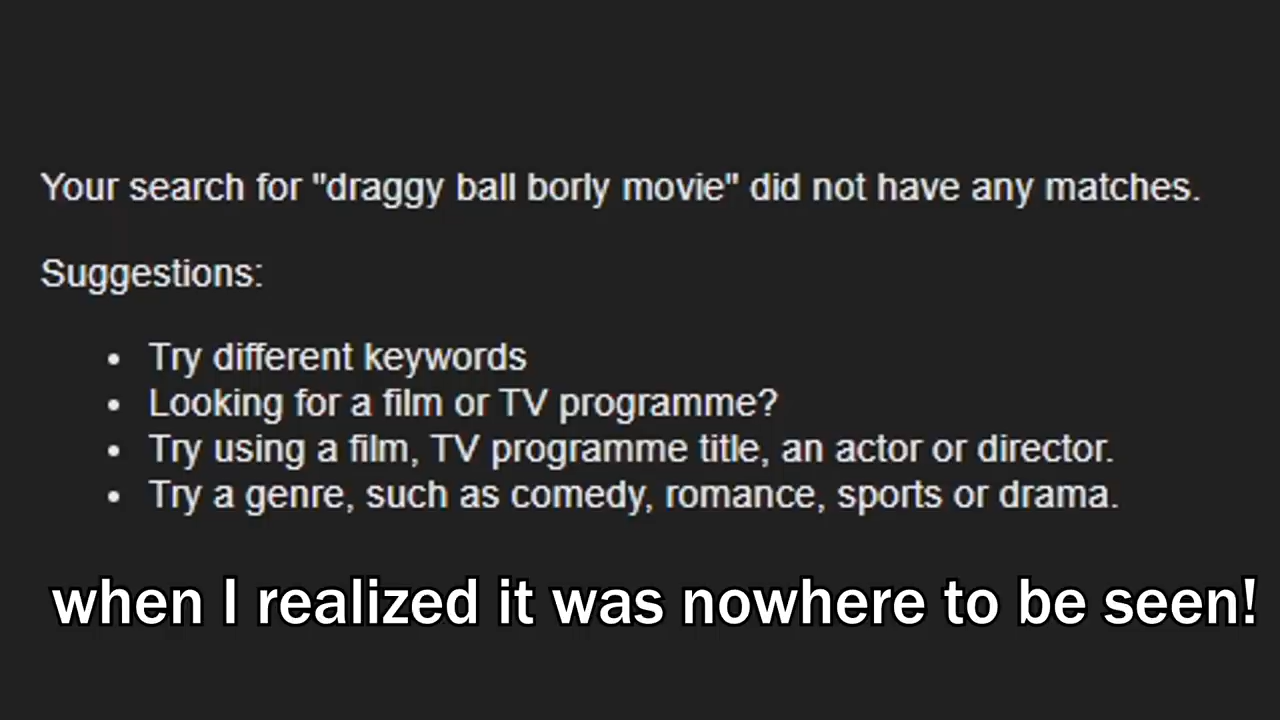 Your search for "draggy ball borly movie" did not have any matches.
Suggestions:
• Try different keywords
• Looking for a film or TV programme?
• Try using a film, TV programme title, an actor or director.
• Try a genre, such as comedy, romance, sports or drama.
when I realized it was nowhere to be seen!